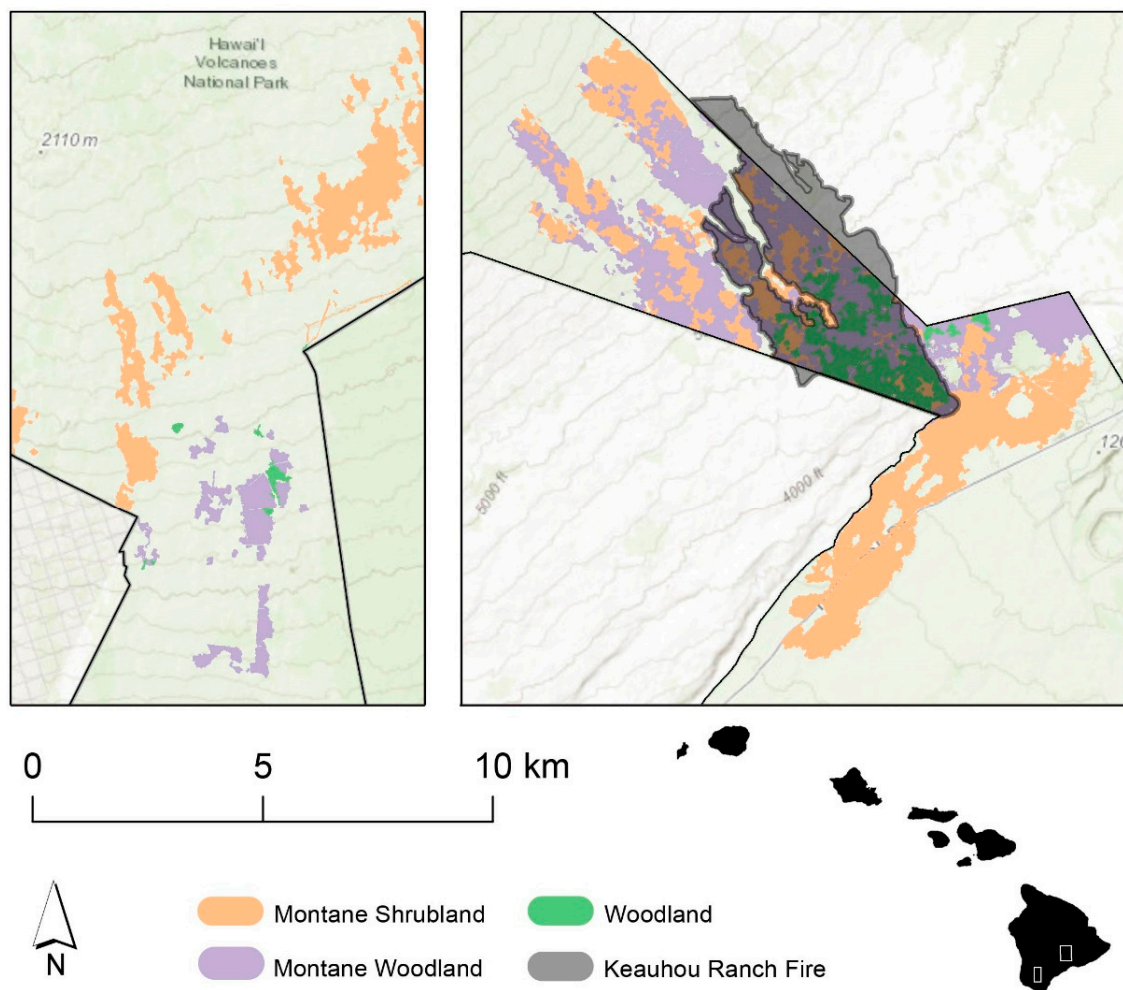 Hawai'i
Volcanoes
National Park
2110 m
5000 ft
4000 ft
126
0 5 10 km
N
Montane Shrubland
Woodland
Montane Woodland
Keauhou Ranch Fire